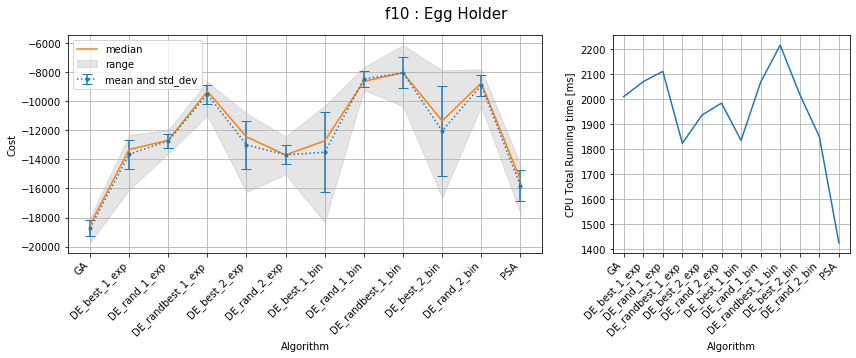 f10 : Egg Holder
−6000
−8000
−10000
−12000
−14000
−16000
−18000
−20000
Cost
median
range
mean and std_dev
GA
DE_best_1_exp
DE_rand_1_exp
DE_randbest_1_exp
DE_best_2_exp
DE_rand_2_exp
DE_best_1_bin
DE_rand_1_bin
DE_randbest_1_bin
DE_best_2_bin
DE_rand_2_bin
PSA
Algorithm
2200
2100
2000
1900
1800
1700
1600
1500
1400
CPU Total Running time [ms]
GA
DE_best_1_exp
DE_rand_1_exp
DE_randbest_1_exp
DE_best_2_exp
DE_rand_2_exp
DE_best_1_bin
DE_rand_1_bin
DE_randbest_1_bin
DE_best_2_bin
DE_rand_2_bin
PSA
Algorithm